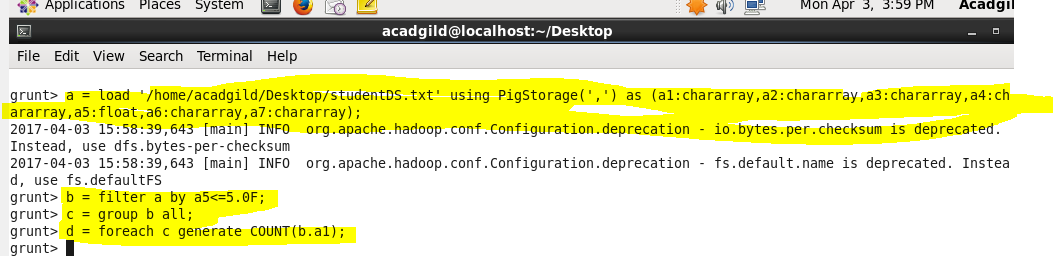 Applications Places System Mon Apr 3, 3:59 PM Acadgil
acadgild@localhost:~/Desktop
File Edit View Search Terminal Help
grunt> a = load '/home/acadgild/Desktop/studentDS.txt' using PigStorage(',') as (a1:chararray,a2:chararray,a3:chararray,a4:ch
ararray,a5:float,a6:chararray,a7:chararray);
2017-04-03 15:58:39,643 [main] INFO  org.apache.hadoop.conf.Configuration.deprecation - io.bytes.per.checksum is deprecated.
Instead, use dfs.bytes-per-checksum
2017-04-03 15:58:39,643 [main] INFO  org.apache.hadoop.conf.Configuration.deprecation - fs.default.name is deprecated. Instea
d, use fs.defaultFS
grunt> b = filter a by a5<=5.0F;
grunt> c = group b all;
grunt> d = foreach c generate COUNT(b.a1);
grunt>